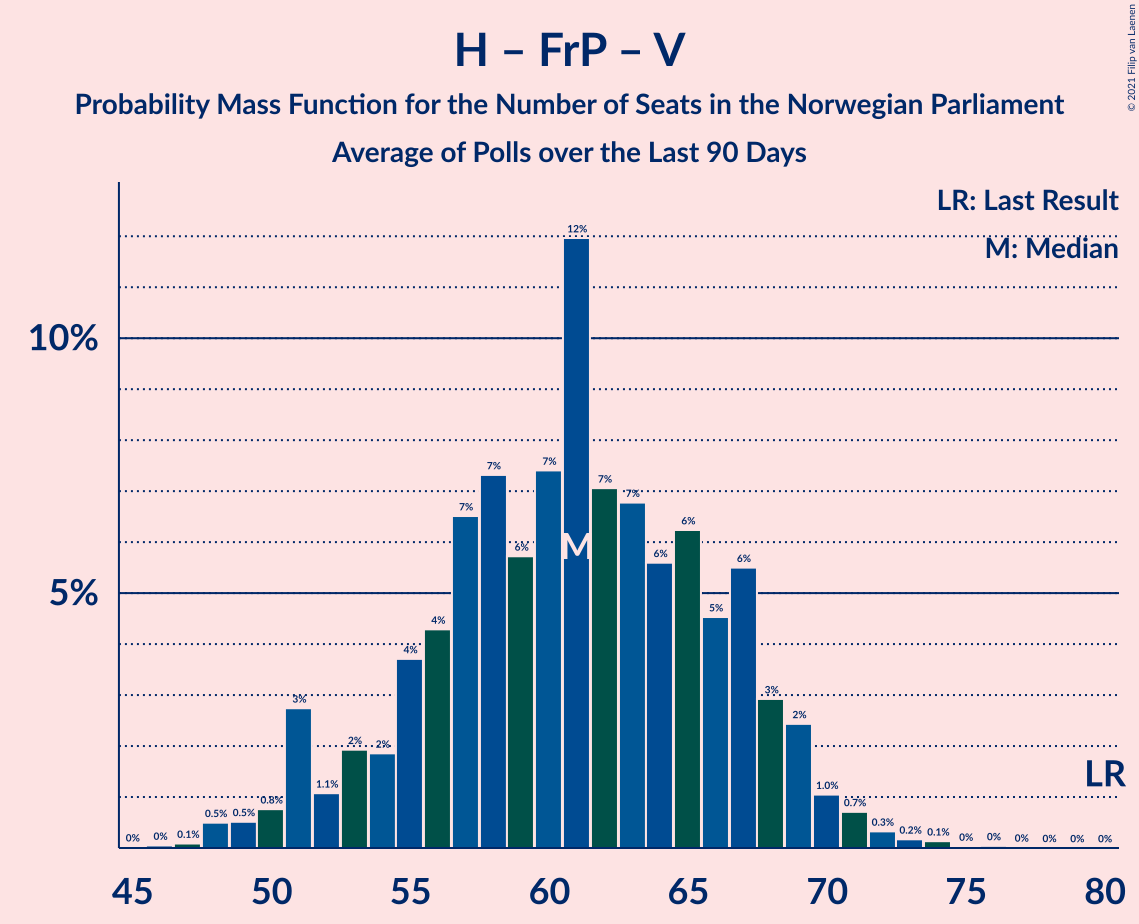 H – FrP – V
Probability Mass Function for the Number of Seats in the Norwegian Parliament
Average of Polls over the Last 90 Days
© 2021 Filip van Laenen
LR: Last Result
M: Median
10%
5%
0% 0% 0.1% 0.5% 0.5% 0.8% 3% 1.1% 2% 2% 4% 4% 7% 7% 6% 7% 12% 7% 7% 6% 6% 5% 6% 3% 2% 1.0% 0.7% 0.3% 0.2% 0.1% 0% 0% 0% 0% 0% 0%
M
LR
45 50 55 60 65 70 75 80